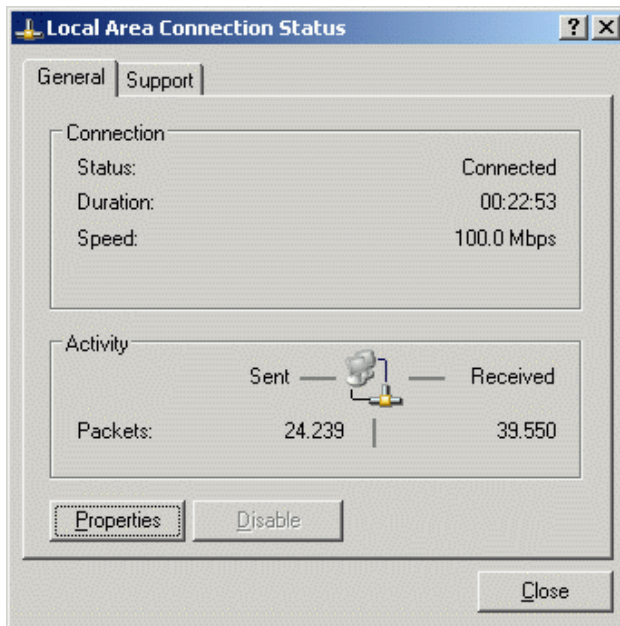 Local Area Connection Status
General Support
Connection
Status: Connected
Duration: 00:22:53
Speed: 100.0 Mbps
Activity
Sent Received
Packets: 24.239 39.550
Properties Disable
Close